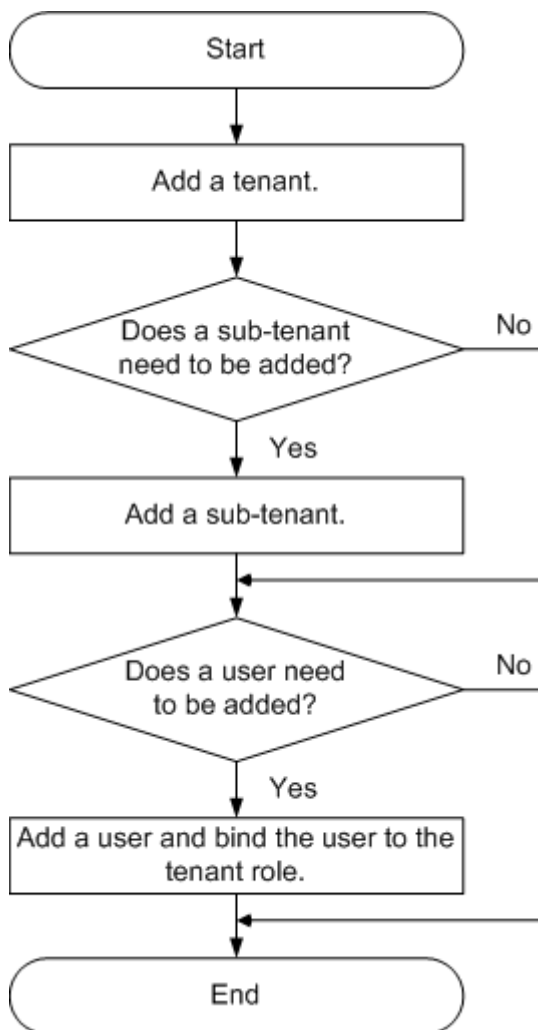 Start
Add a tenant.
Does a sub-tenant
need to be added?
No
Yes
Add a sub-tenant.
Does a user need
to be added?
No
Yes
Add a user and bind the user to the
tenant role.
End